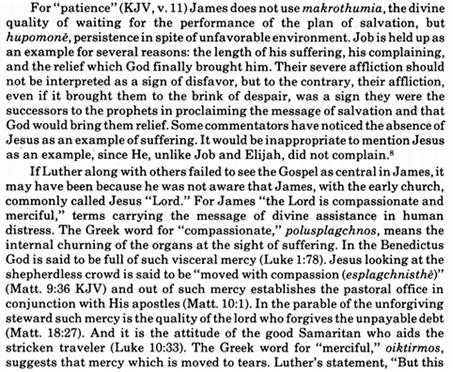 For “patience” (KJV, v. 11) James does not use makrothumia, the divine
quality of waiting for the performance of the plan of salvation, but
hupomonē, persistence in spite of unfavorable environment. Job is held up as
an example for several reasons: the length of his suffering, his complaining,
and the relief which God finally brought him. Their severe affliction should
not be interpreted as a sign of disfavor, but to the contrary, their affliction,
even if it brought them to the brink of despair, was a sign they were the
successors to the prophets in proclaiming the message of salvation and that
God would bring them relief. Some commentators have noticed the absence of
Jesus as an example of suffering. It would be inappropriate to mention Jesus
as an example, since He, unlike Job and Elijah, did not complain.⁸
If Luther along with others failed to see the Gospel as central in James, it
may have been because he was not aware that James, with the early church,
commonly called Jesus “Lord.” For James “the Lord is compassionate and
merciful,” terms carrying the message of divine assistance in human
distress. The Greek word for “compassionate,” polusplagchnos, means the
internal churning of the organs at the sight of suffering. In the Benedictus
God is said to be full of such visceral mercy (Luke 1:78). Jesus looking at the
shepherdless crowd is said to be “moved with compassion (esplagchnisthē)”
(Matt. 9:36 KJV) and out of such mercy establishes the pastoral office in
conjunction with His apostles (Matt. 10:1). In the parable of the unforgiving
steward such mercy is the quality of the lord who forgives the unpayable debt
(Matt. 18:27). And it is the attitude of the good Samaritan who aids the
stricken traveler (Luke 10:33). The Greek word for “merciful,” oiktirmos,
suggests that mercy which is moved to tears. Luther’s statement, “But this